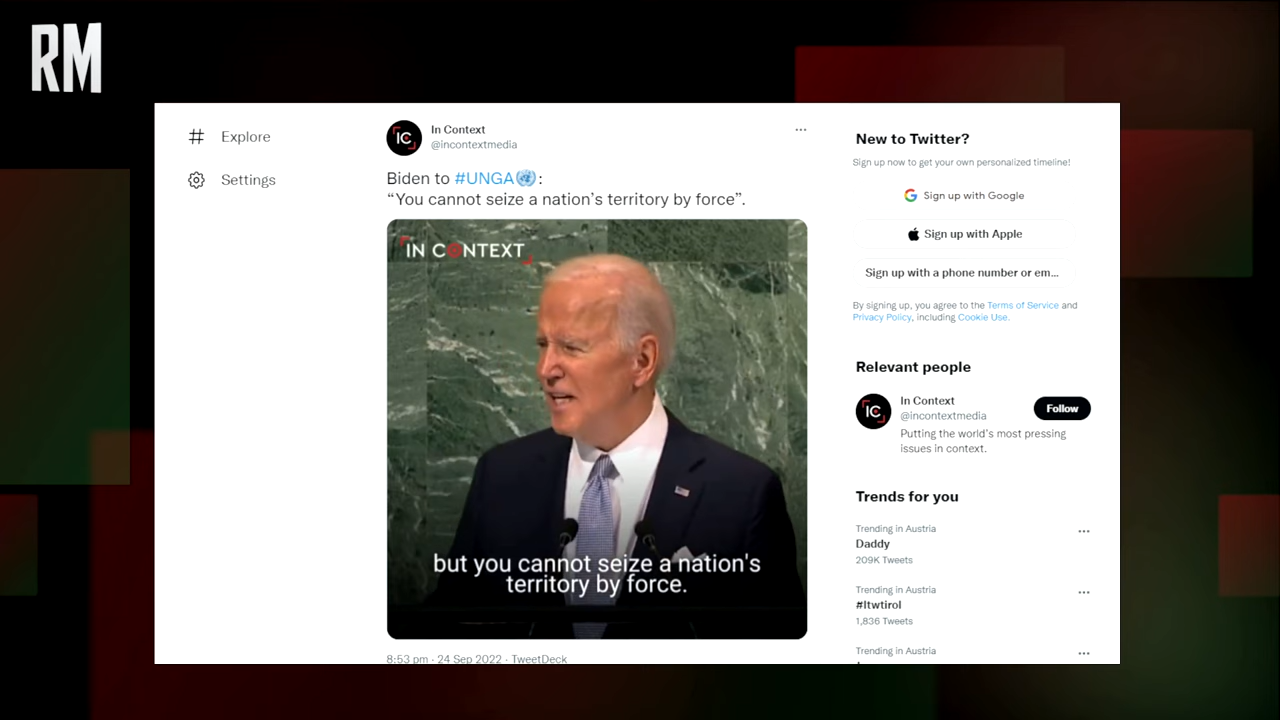 RM
# Explore
Settings
IC
In Context
@incontextmedia
Biden to #UNGA:
“You cannot seize a nation’s territory by force”.
IN CONTEXT
but you cannot seize a nation's
territory by force.
8:53 pm · 24 Sep 2022 · TweetDeck
New to Twitter?
Sign up now to get your own personalized timeline!
Sign up with Google
Sign up with Apple
Sign up with a phone number or em...
By signing up, you agree to the Terms of Service and
Privacy Policy, including Cookie Use.
Relevant people
IC
In Context
@incontextmedia
Follow
Putting the world's most pressing
issues in context.
Trends for you
Trending in Austria
Daddy
209K Tweets
Trending in Austria
#ltwtirol
1,836 Tweets
Trending in Austria